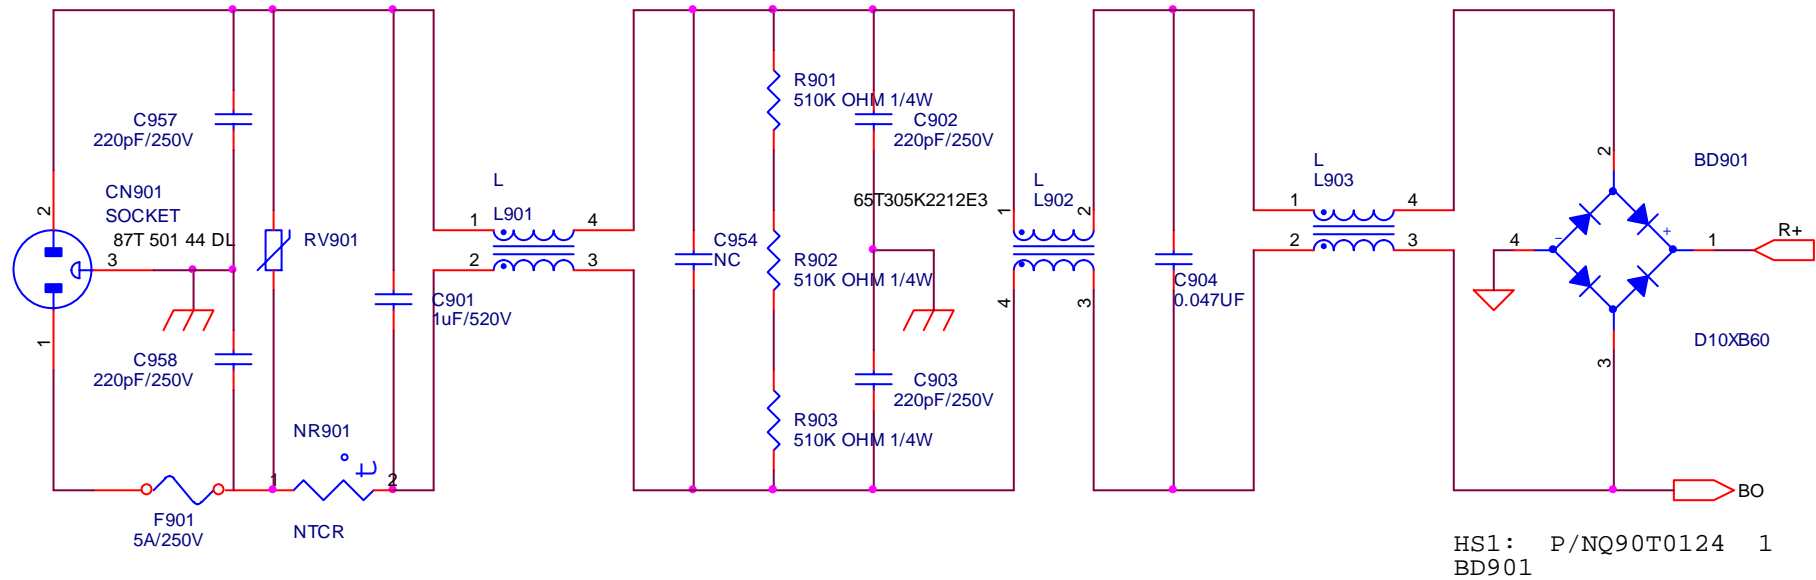 C957
220pF/250V
CN901
SOCKET
87T 501 44 DL
2
3
1
C958
220pF/250V
F901
5A/250V
RV901
NR901
t
1
2
NTCR
C901
1uF/520V
L
L901
1
4
2
3
C954
NC
R901
510K OHM 1/4W
R902
510K OHM 1/4W
R903
510K OHM 1/4W
C902
220pF/250V
65T305K2212E3
C903
220pF/250V
L
L902
1
2
4
3
C904
0.047UF
L
L903
1
4
2
3
2
BD901
4
-
+
1
R+
D10XB60
3
BO
HS1: P/NQ90T0124 1
BD901